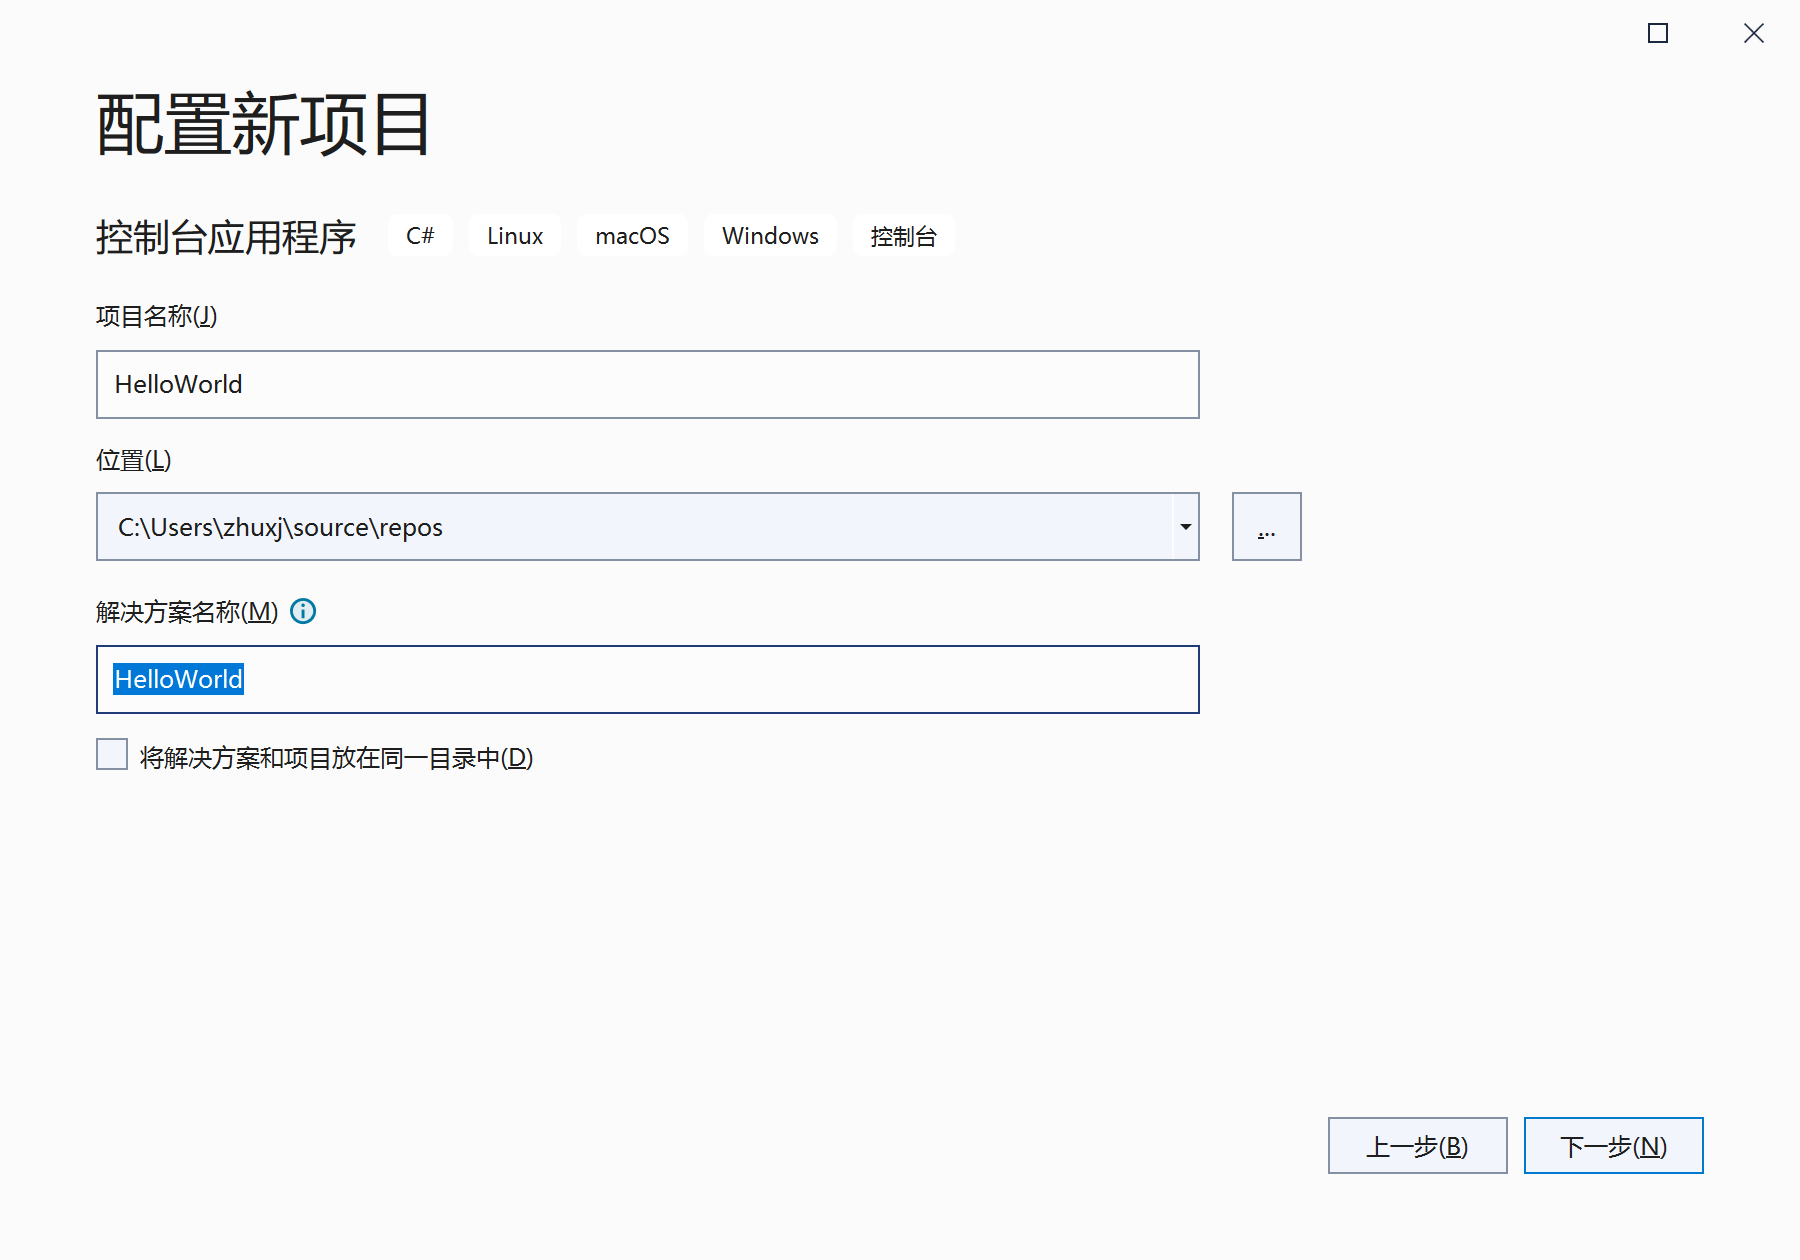 配置新项目
控制台应用程序 C# Linux macOS Windows 控制台
项目名称(J)
HelloWorld
位置(L)
C:\Users\zhuxj\source\repos
...
解决方案名称(M)
HelloWorld
将解决方案和项目放在同一目录中(D)
上一步(B) 下一步(N)